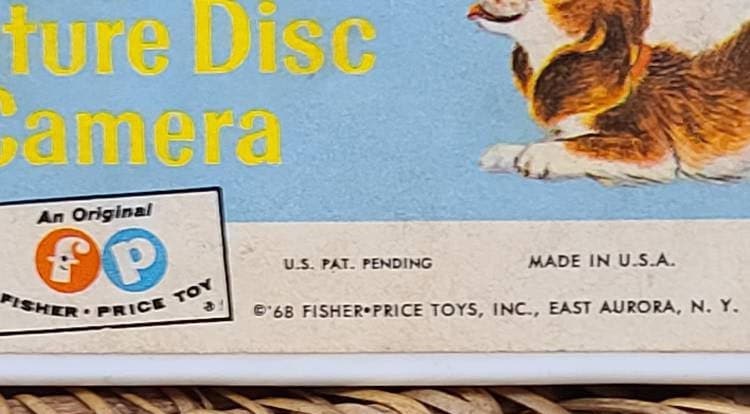 ture Disc
Camera
An Original
fp
FISHER•PRICE TOY
®
U.S. PAT. PENDING
MADE IN U.S.A.
©'68 FISHER•PRICE TOYS, INC., EAST AURORA, N. Y.